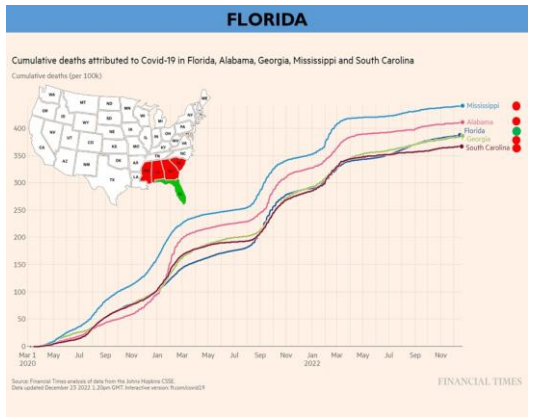 FLORIDA
Cumulative deaths attributed to Covid-19 in Florida, Alabama, Georgia, Mississippi and South Carolina
Cumulative deaths (per 100k)
Mississippi
Alabama
Florida
Georgia
South Carolina
400
350
300
250
200
150
100
50
0
Mar 1 May Jul Sep Nov Jan Mar May Jul Sep Nov Jan Mar May Jul Sep Nov
2020 2022
Source: Financial Times analysis of data from the Johns Hopkins CSSE.
Data updated December 23 2022 1.20pm GMT. Interactive version: ft.com/covid19
FINANCIAL TIMES